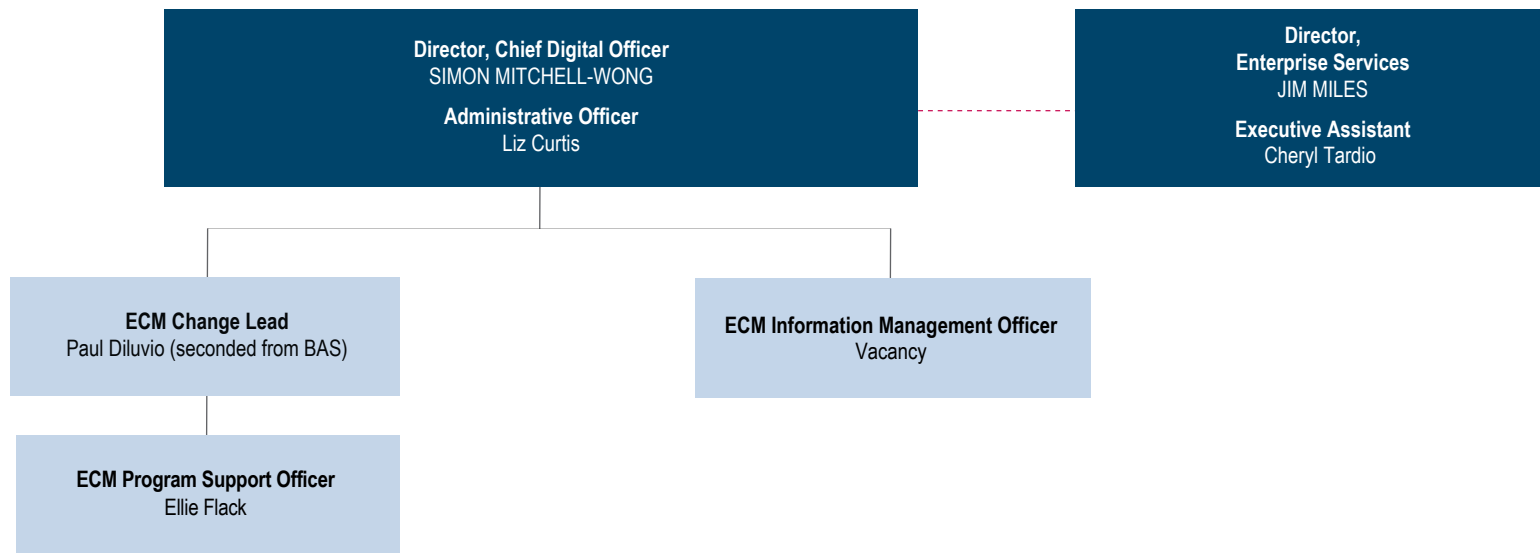 Director, Chief Digital Officer
SIMON MITCHELL-WONG
Administrative Officer
Liz Curtis
Director,
Enterprise Services
JIM MILES
Executive Assistant
Cheryl Tardio
ECM Change Lead
Paul Diluvio (seconded from BAS)
ECM Information Management Officer
Vacancy
ECM Program Support Officer
Ellie Flack